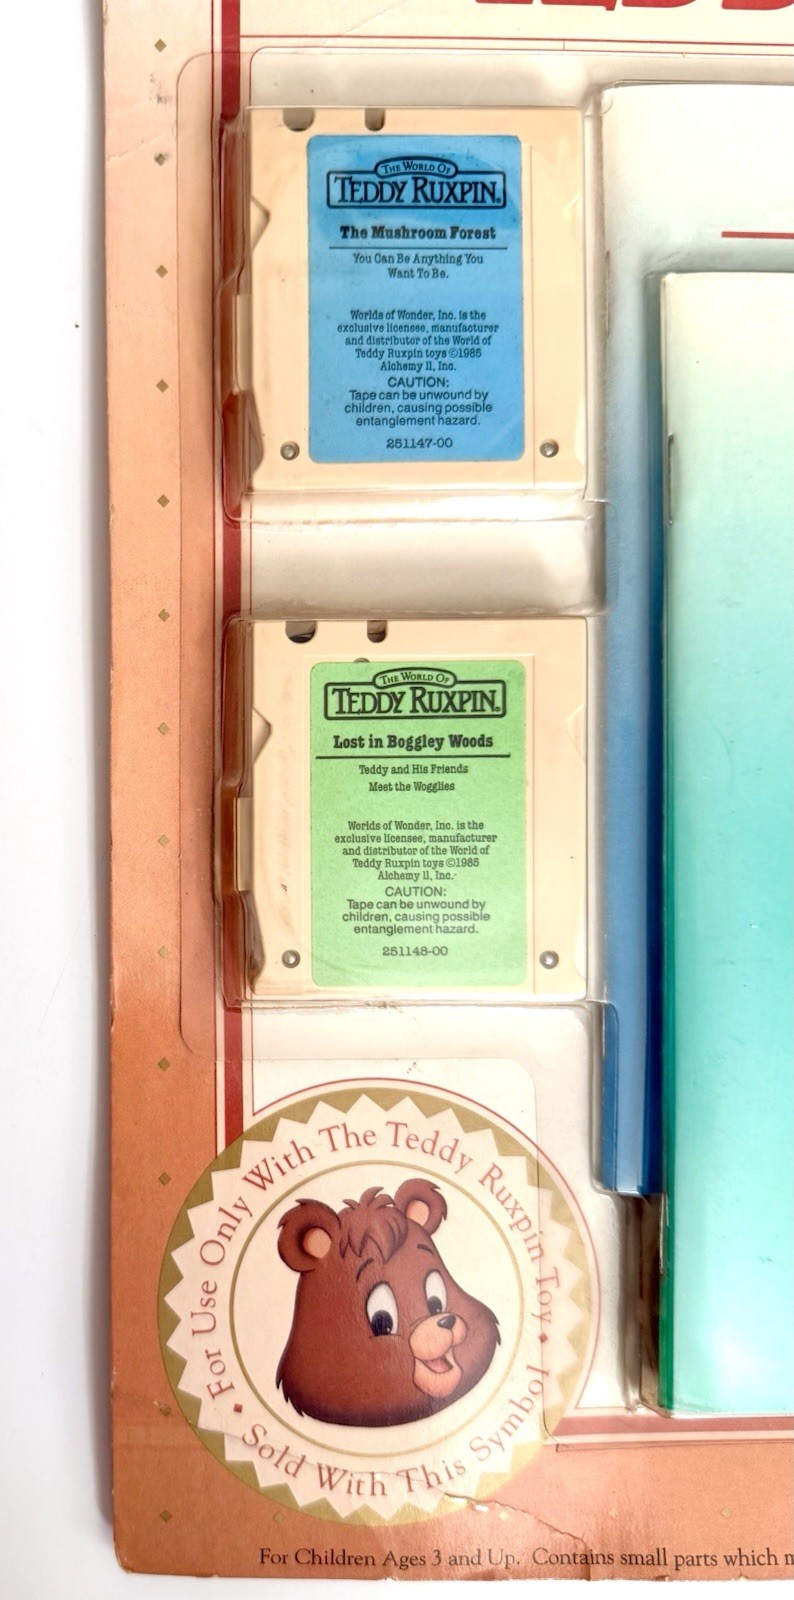 THE WORLD OF
TEDDY RUXPIN®
The Mushroom Forest
You Can Be Anything You
Want To Be.
Worlds of Wonder, Inc. is the
exclusive licensee, manufacturer
and distributor of the World of
Teddy Ruxpin toys ©1985
Alchemy II, Inc.
CAUTION:
Tape can be unwound by
children, causing possible
entanglement hazard.
251147-00
THE WORLD OF
TEDDY RUXPIN®
Lost in Boggley Woods
Teddy and His Friends
Meet the Wogglies
Worlds of Wonder, Inc. is the
exclusive licensee, manufacturer
and distributor of the World of
Teddy Ruxpin toys ©1985
Alchemy II, Inc.
CAUTION:
Tape can be unwound by
children, causing possible
entanglement hazard.
251148-00
For Use Only With The Teddy Ruxpin Toy
Sold With This Symbol
For Children Ages 3 and Up. Contains small parts which